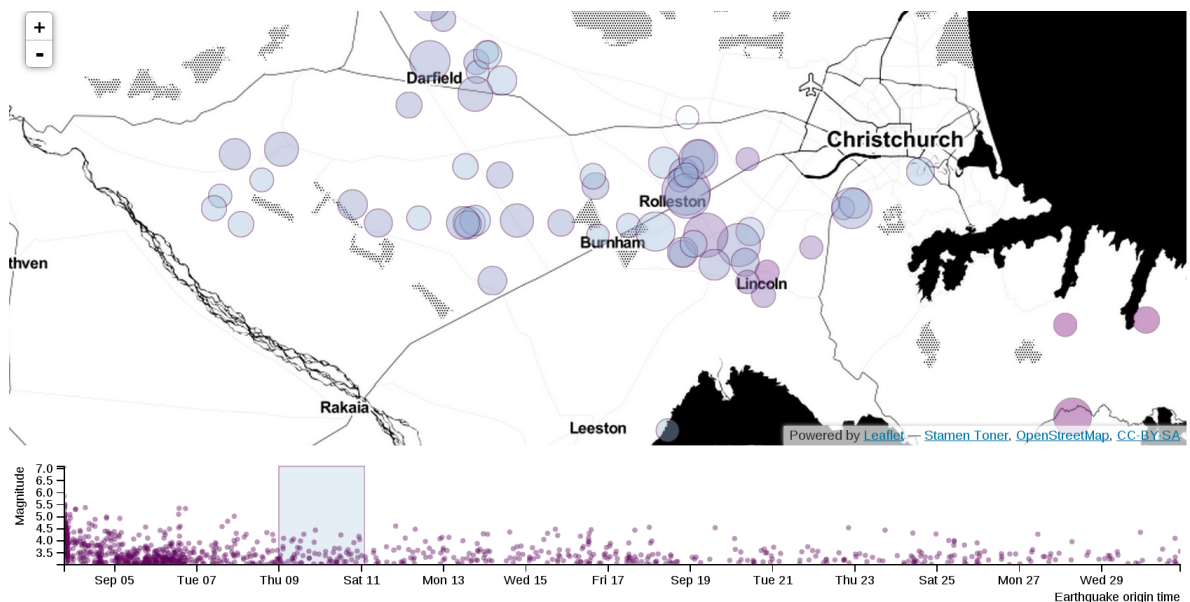 +
-
Darfield
Christchurch
Rolleston
Burnham
thven
Lincoln
Rakaia
Leeston
Powered by Leaflet — Stamen Toner, OpenStreetMap, CC-BY-SA
Magnitude
7.0
6.5
6.0
5.5
5.0
4.5
4.0
3.5
Sep 05 Tue 07 Thu 09 Sat 11 Mon 13 Wed 15 Fri 17 Sep 19 Tue 21 Thu 23 Sat 25 Mon 27 Wed 29
Earthquake origin time